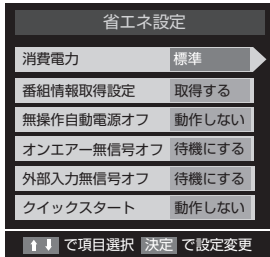 省エネ設定
消費電力 標準
番組情報取得設定 取得する
無操作自動電源オフ 動作しない
オンエアー無信号オフ 待機にする
外部入力無信号オフ 待機にする
クイックスタート 動作しない
⬆⬇ で項目選択 決定 で設定変更